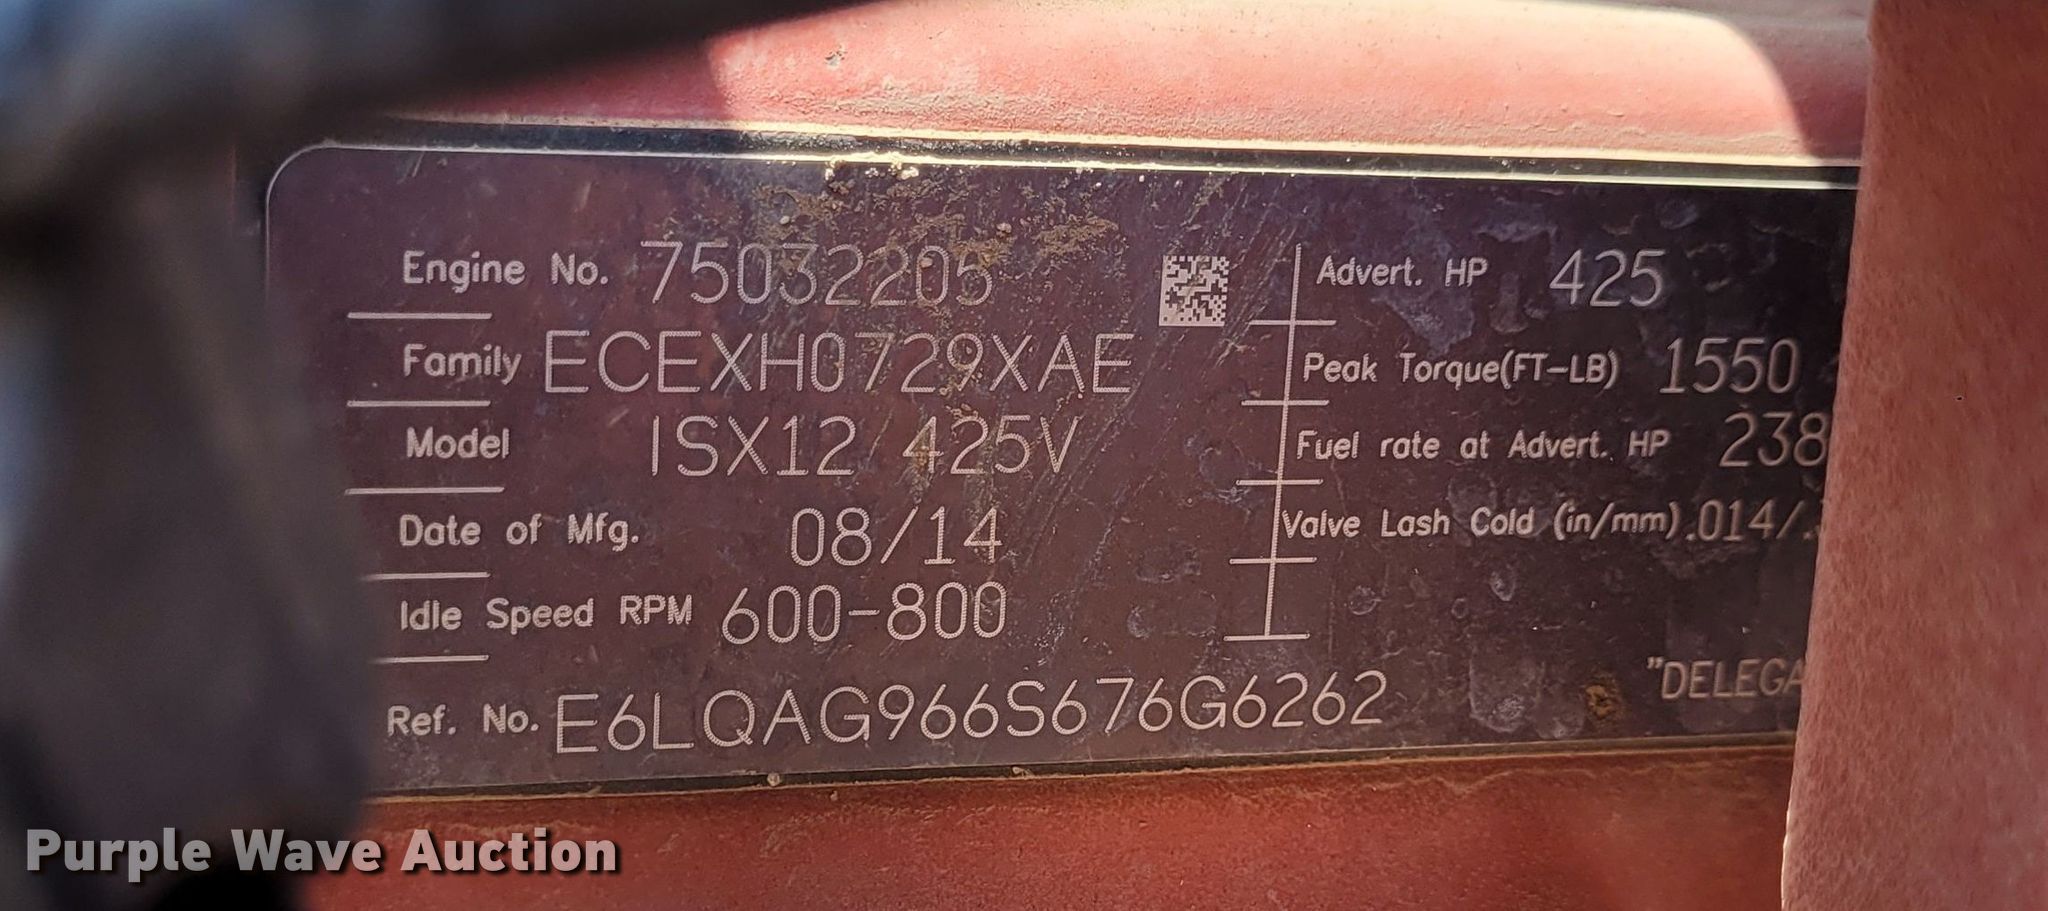 Engine No. 75032205
Family ECEXH0729XAE
Model ISX12 425V
Date of Mfg. 08/14
Idle Speed RPM 600-800
Ref. No. E6LQAG966S676G6262
Advert. HP 425
Peak Torque(FT-LB) 1550
Fuel rate at Advert. HP 238
Valve Lash Cold (in/mm) .014/.
"DELEGA
Purple Wave Auction